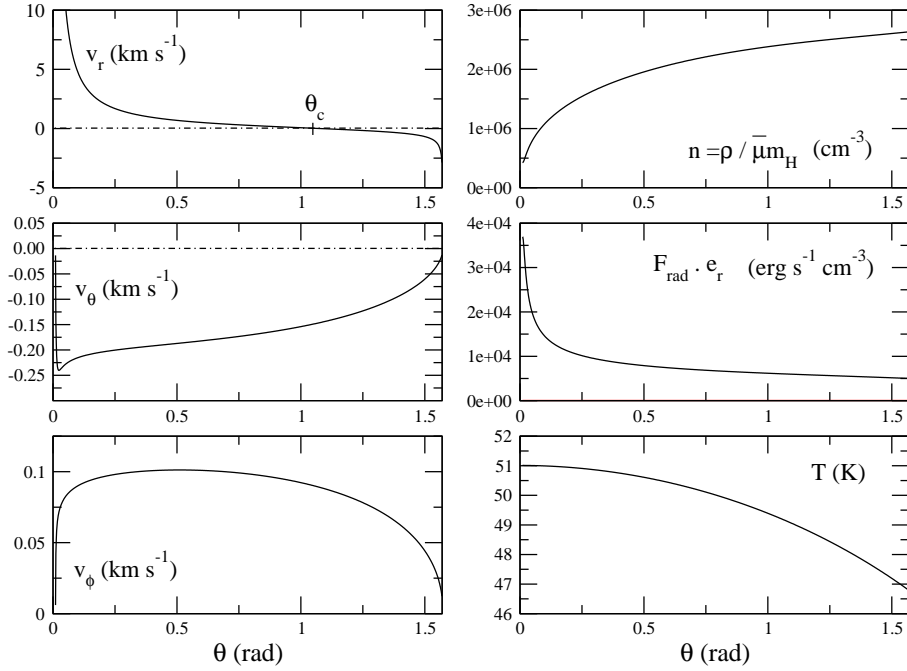 10
v_r (km s^-1)
5
θ_c
0
-5
0
0.5
1
1.5
3e+06
2e+06
1e+06
n =ρ / μ̅m_H (cm^-3)
0e+00
0
0.5
1
1.5
0.05
0.00
-0.05
v_θ (km s^-1)
-0.10
-0.15
-0.20
-0.25
0
0.5
1
1.5
4e+04
F_rad . e_r (erg s^-1 cm^-3)
3e+04
2e+04
1e+04
0e+00
0
0.5
1
1.5
0.1
0.05
v_ϕ (km s^-1)
0
0
0.5
1
1.5
θ (rad)
52
51
T (K)
50
49
48
47
46
0
0.5
1
1.5
θ (rad)